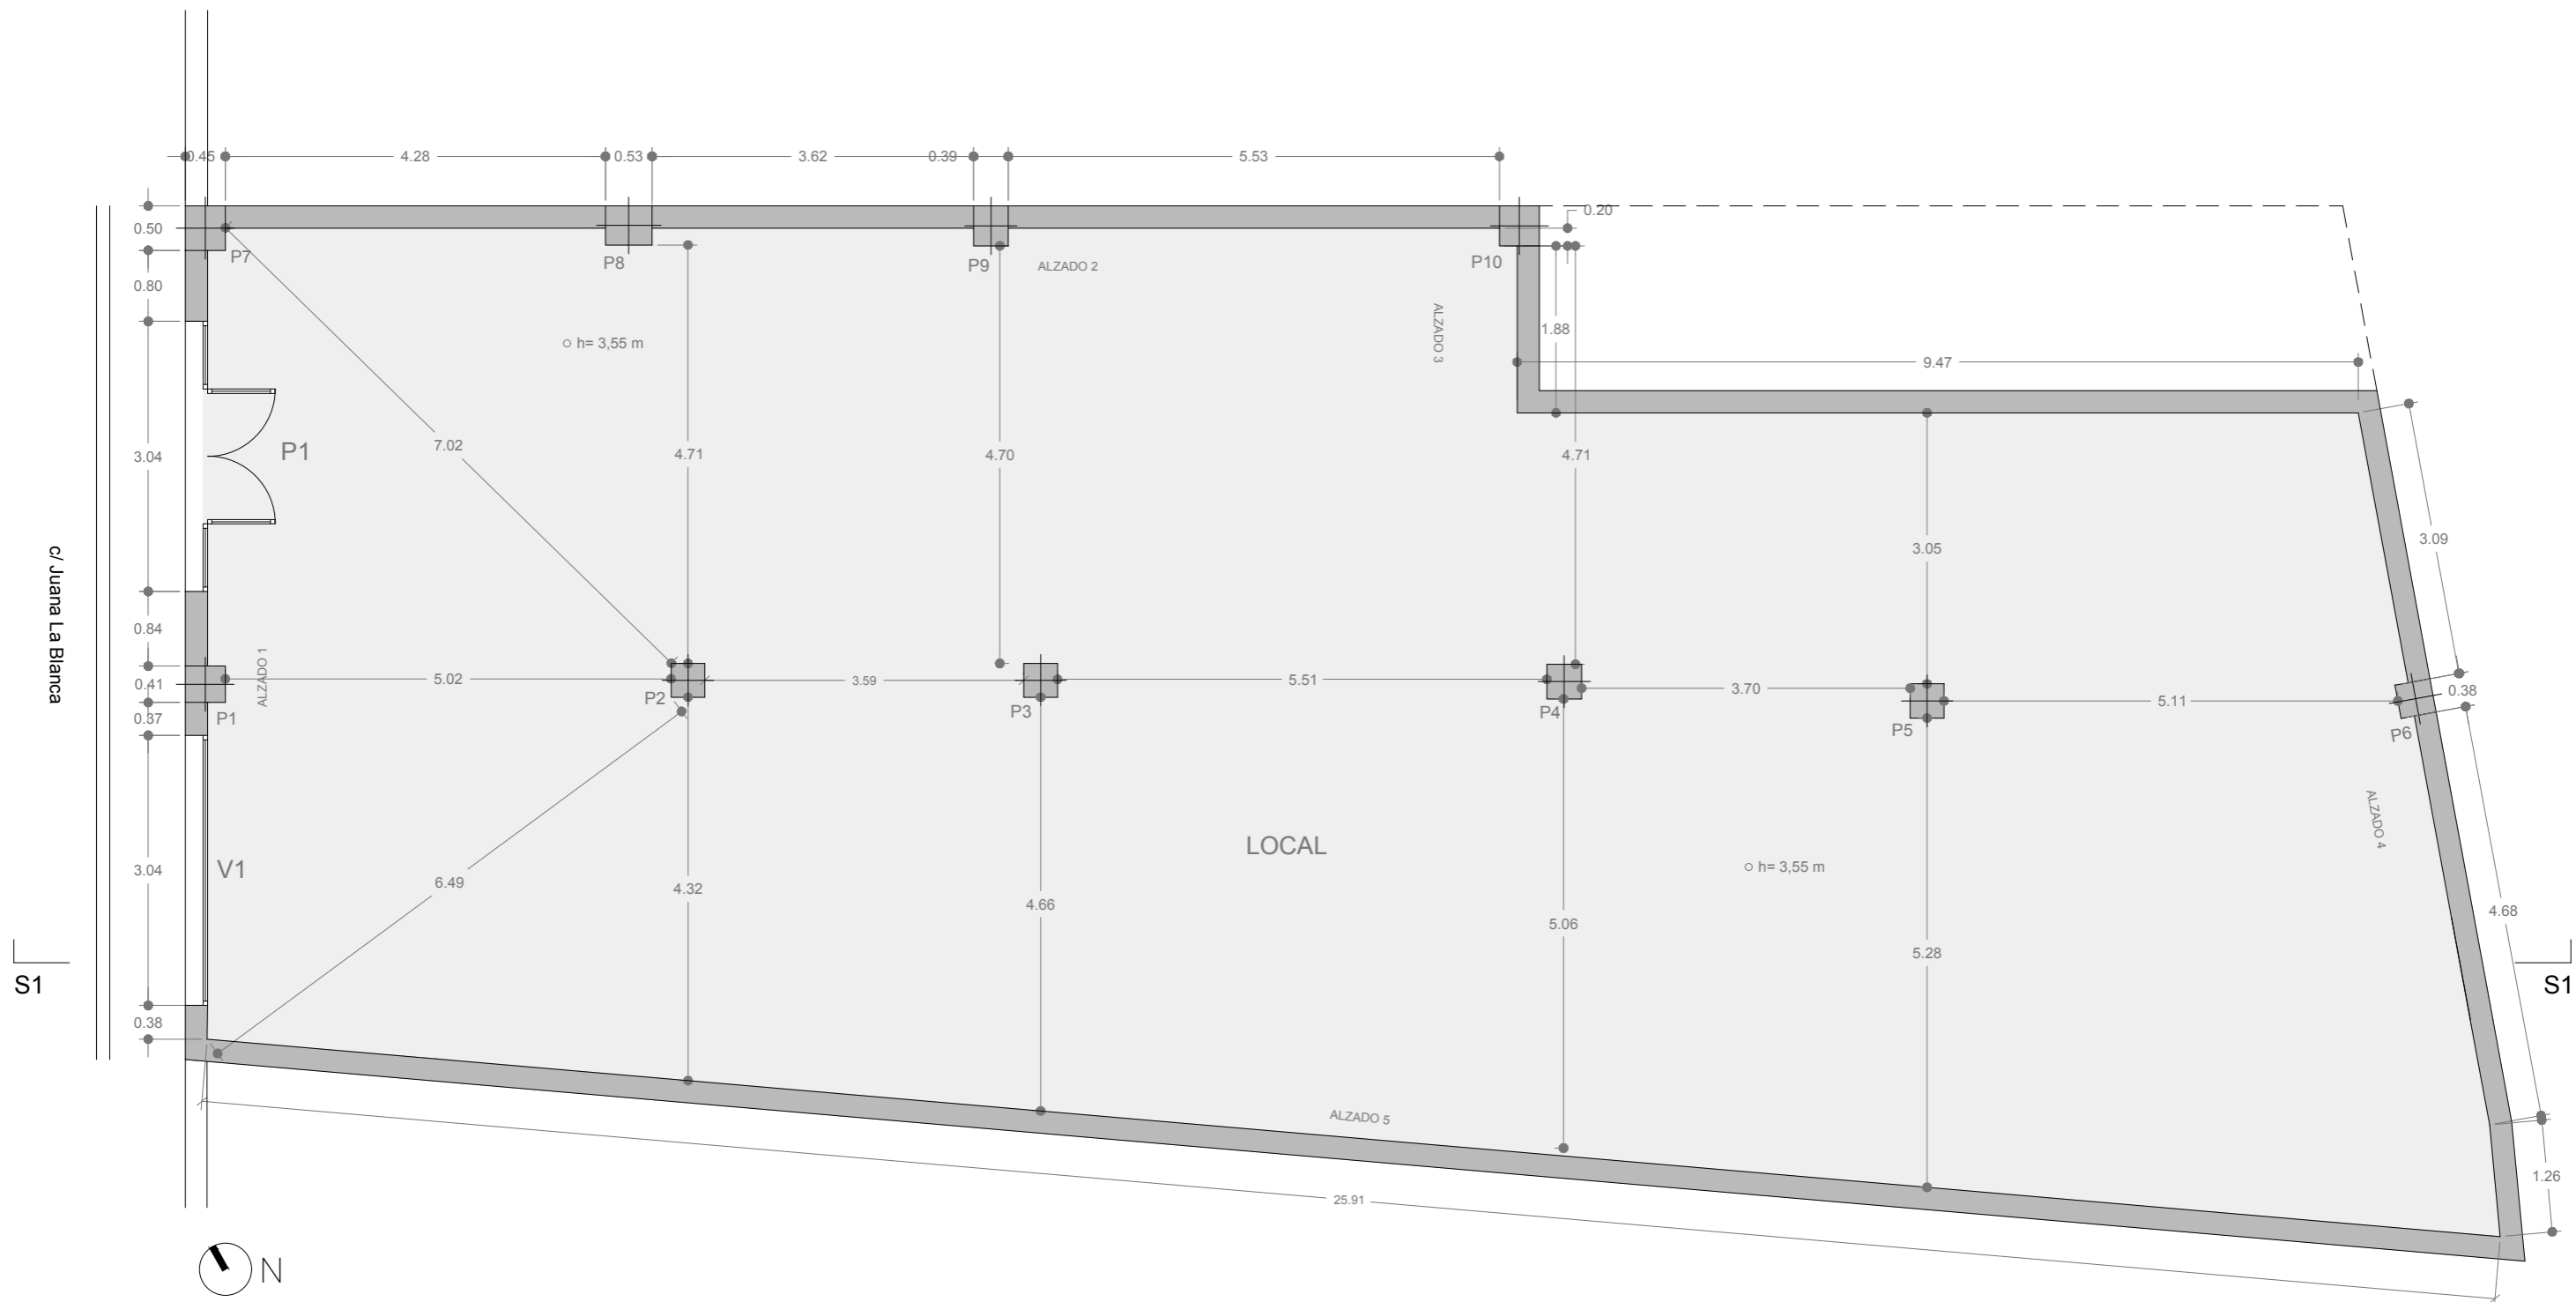 0.45
4.28
0.53
3.62
0.39
5.53
0.20
0.50
P7
P8
P9
ALZADO 2
P10
0.80
h= 3,55 m
ALZADO 3
1.88
9.47
3.04
P1
7.02
4.71
4.70
4.71
3.05
3.09
c/ Juana La Blanca
0.84
0.41
0.37
ALZADO 1
P1
5.02
P2
3.59
P3
5.51
P4
3.70
P5
5.11
P6
0.38
ALZADO 4
3.04
V1
6.49
4.32
4.66
LOCAL
5.06
h= 3,55 m
5.28
4.68
S1
S1
0.38
ALZADO 5
25.91
1.26
N